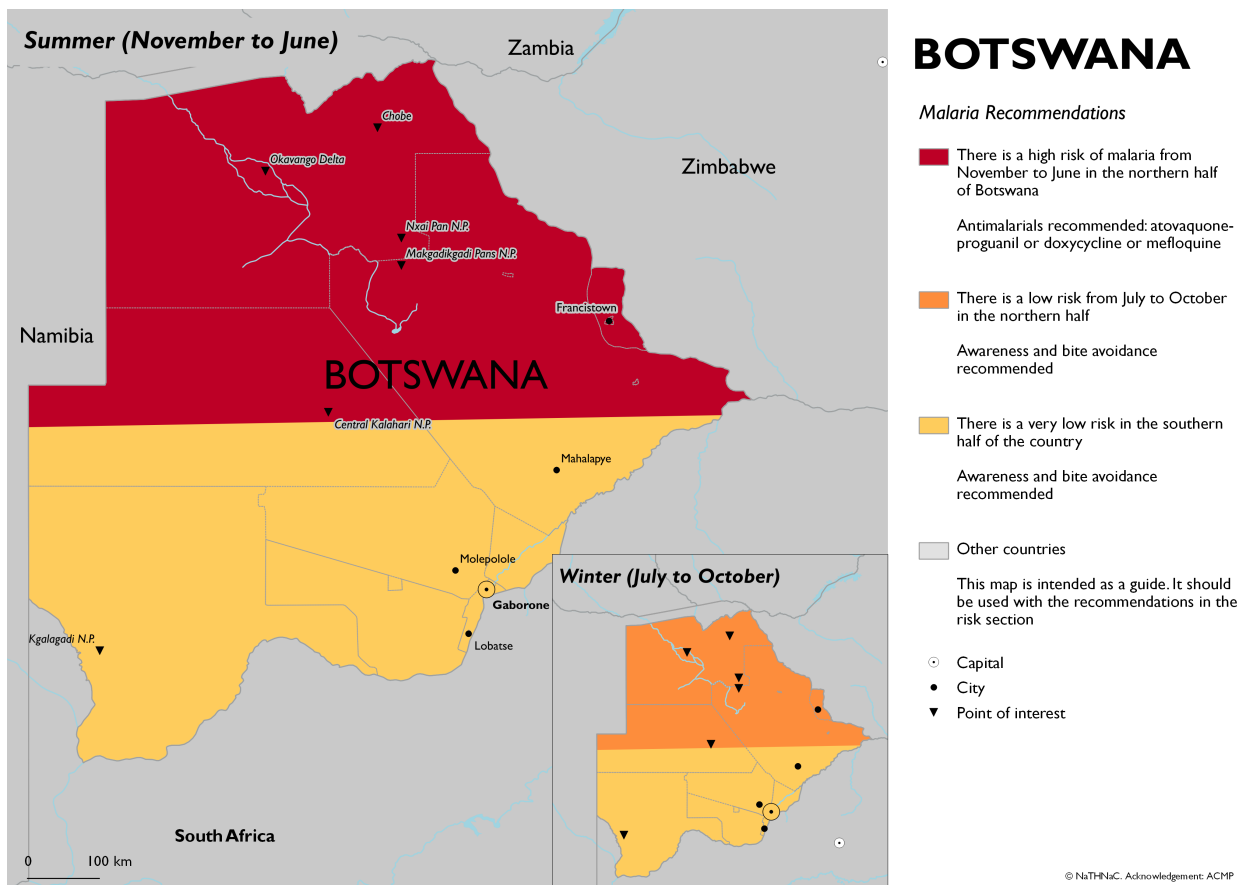 Summer (November to June)
Zambia
Chobe
Okavango Delta
Zimbabwe
Nxai Pan N.P.
Makgadikgadi Pans N.P.
Francistown
Namibia
BOTSWANA
Central Kalahari N.P.
Mahalapye
Molepolole
Gaborone
Lobatse
Kgalagadi N.P.
South Africa
0 100 km
Winter (July to October)
BOTSWANA
Malaria Recommendations
There is a high risk of malaria from
November to June in the northern half
of Botswana
Antimalarials recommended: atovaquone-
proguanil or doxycycline or mefloquine
There is a low risk from July to October
in the northern half
Awareness and bite avoidance
recommended
There is a very low risk in the southern
half of the country
Awareness and bite avoidance
recommended
Other countries
This map is intended as a guide. It should
be used with the recommendations in the
risk section
Capital
City
Point of interest
© NaTHNaC. Acknowledgement: ACMP